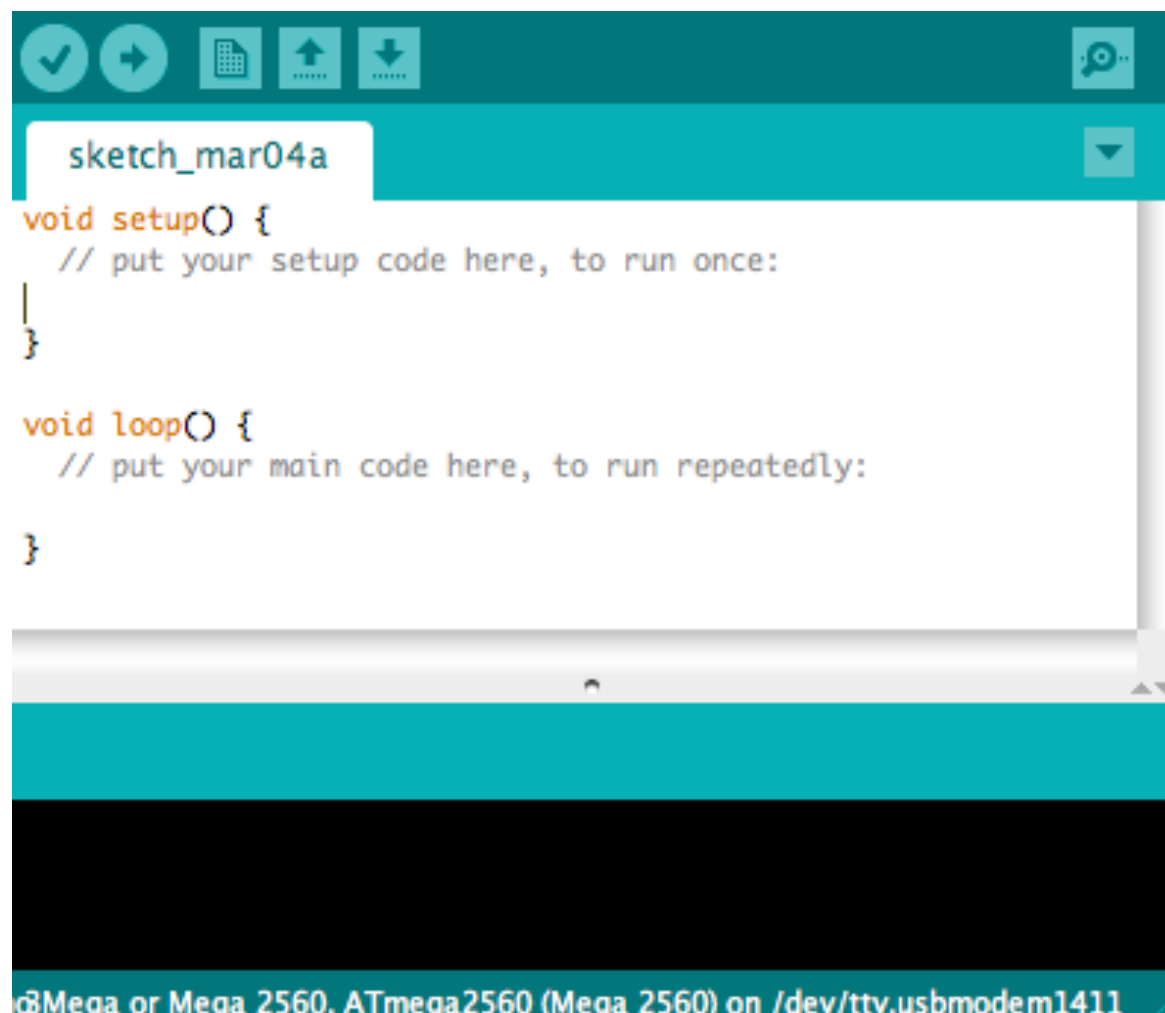 sketch_mar04a
void setup() {
  // put your setup code here, to run once:
}
void loop() {
  // put your main code here, to run repeatedly:
}
Mega or Mega 2560, ATmega2560 (Mega 2560) on /dev/tty.usbmodem1411